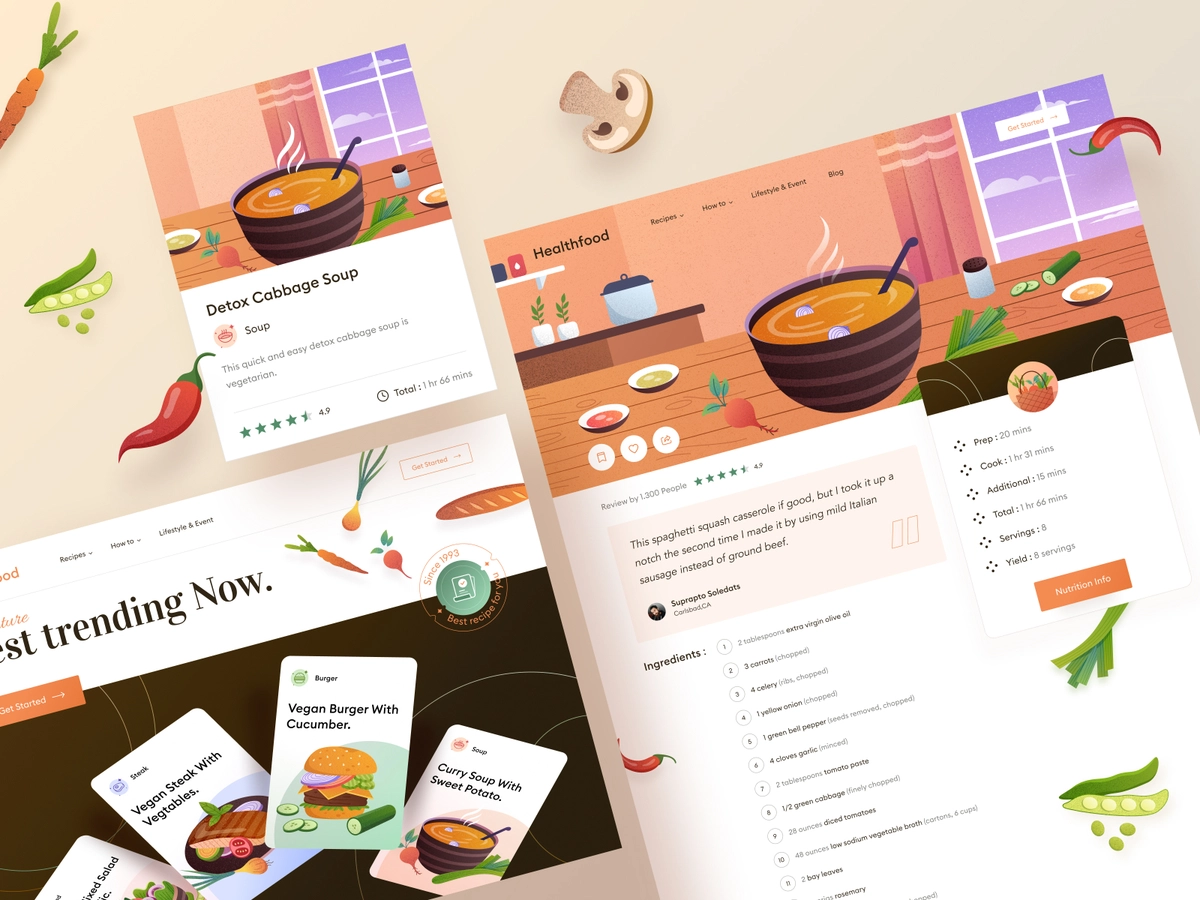 Detox Cabbage Soup
Soup
This quick and easy detox cabbage soup is
vegetarian.
4.9
Total : 1 hr 66 mins
Get Started →
Recipes
How to
Lifestyle & Event
est trending Now.
Get Started →
Since 1993
Best recipe for you
Steak
Vegan Steak With
Vegtables.
Burger
Vegan Burger With
Cucumber.
Soup
Curry Soup With
Sweet Potato.
Healthfood
Recipes
How to
Lifestyle & Event
Blog
Get Started →
Review by 1.300 People
4.9
This spaghetti squash casserole if good, but I took it up a
notch the second time I made it by using mild Italian
sausage instead of ground beef.
Suprapto Soledats
Carlsbad,CA
Prep : 20 mins
Cook : 1 hr 31 mins
Additional : 15 mins
Total : 1 hr 66 mins
Servings : 8
Yield : 8 servings
Nutrition Info
Ingredients :
1 2 tablespoons extra virgin olive oil
2 3 carrots (chopped)
3 4 celery (ribs, chopped)
4 1 yellow onion (chopped)
5 1 green bell pepper (seeds removed, chopped)
6 4 cloves garlic (minced)
7 2 tablespoons tomato paste
8 1/2 green cabbage (finely chopped)
9 28 ounces diced tomatoes
10 48 ounces low sodium vegetable broth (cartons, 6 cups)
11 2 bay leaves
rosemary